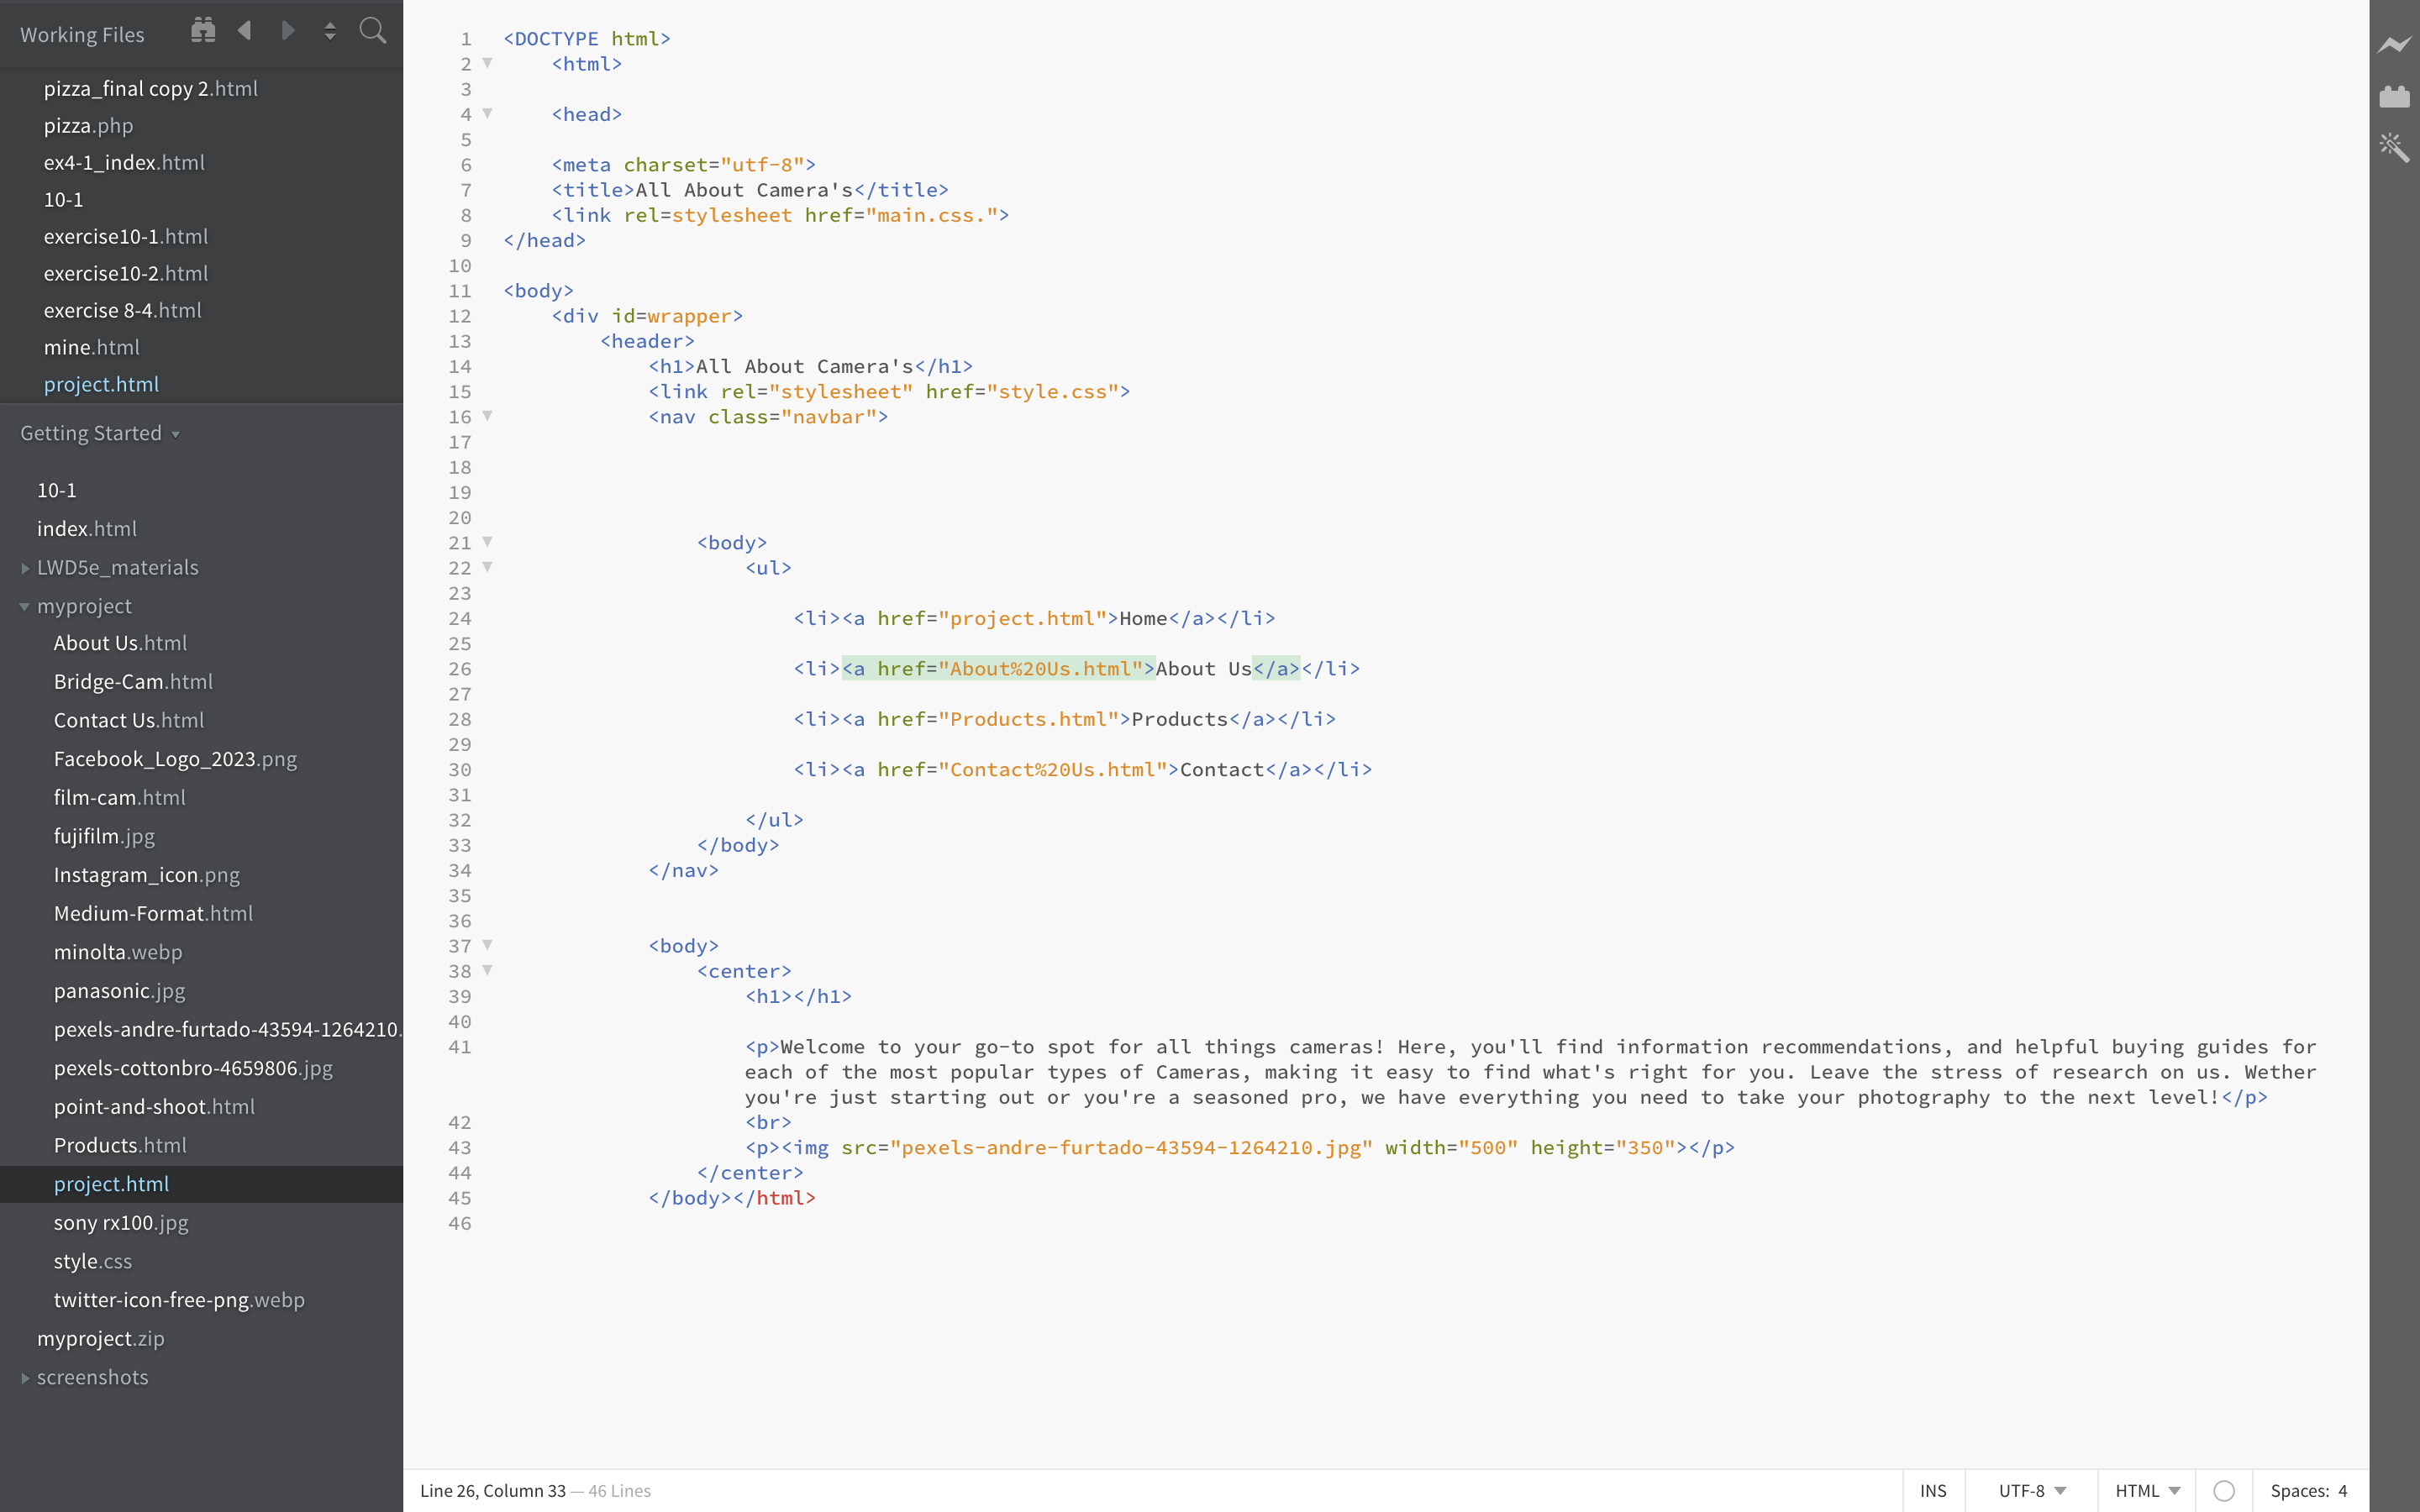 Working Files
pizza_final copy 2.html
pizza.php
ex4-1_index.html
10-1
exercise10-1.html
exercise10-2.html
exercise 8-4.html
mine.html
project.html
Getting Started
10-1
index.html
LWD5e_materials
myproject
About Us.html
Bridge-Cam.html
Contact Us.html
Facebook_Logo_2023.png
film-cam.html
fujifilm.jpg
Instagram_icon.png
Medium-Format.html
minolta.webp
panasonic.jpg
pexels-andre-furtado-43594-1264210.
pexels-cottonbro-4659806.jpg
point-and-shoot.html
Products.html
project.html
sony rx100.jpg
style.css
twitter-icon-free-png.webp
myproject.zip
screenshots
1 <DOCTYPE html>
2 <html>
3
4 <head>
5
6 <meta charset="utf-8">
7 <title>All About Camera's</title>
8 <link rel=stylesheet href="main.css.">
9 </head>
10
11 <body>
12 <div id=wrapper>
13 <header>
14 <h1>All About Camera's</h1>
15 <link rel="stylesheet" href="style.css">
16 <nav class="navbar">
17
18
19
20
21 <body>
22 <ul>
23
24 <li><a href="project.html">Home</a></li>
25
26 <li><a href="About%20Us.html">About Us</a></li>
27
28 <li><a href="Products.html">Products</a></li>
29
30 <li><a href="Contact%20Us.html">Contact</a></li>
31
32 </ul>
33 </body>
34 </nav>
35
36
37 <body>
38 <center>
39 <h1></h1>
40
41 <p>Welcome to your go-to spot for all things cameras! Here, you'll find information recommendations, and helpful buying guides for
each of the most popular types of Cameras, making it easy to find what's right for you. Leave the stress of research on us. Wether
you're just starting out or you're a seasoned pro, we have everything you need to take your photography to the next level!</p>
42 <br>
43 <p><img src="pexels-andre-furtado-43594-1264210.jpg" width="500" height="350"></p>
44 </center>
45 </body></html>
46
Line 26, Column 33 — 46 Lines
INS UTF-8 HTML Spaces: 4